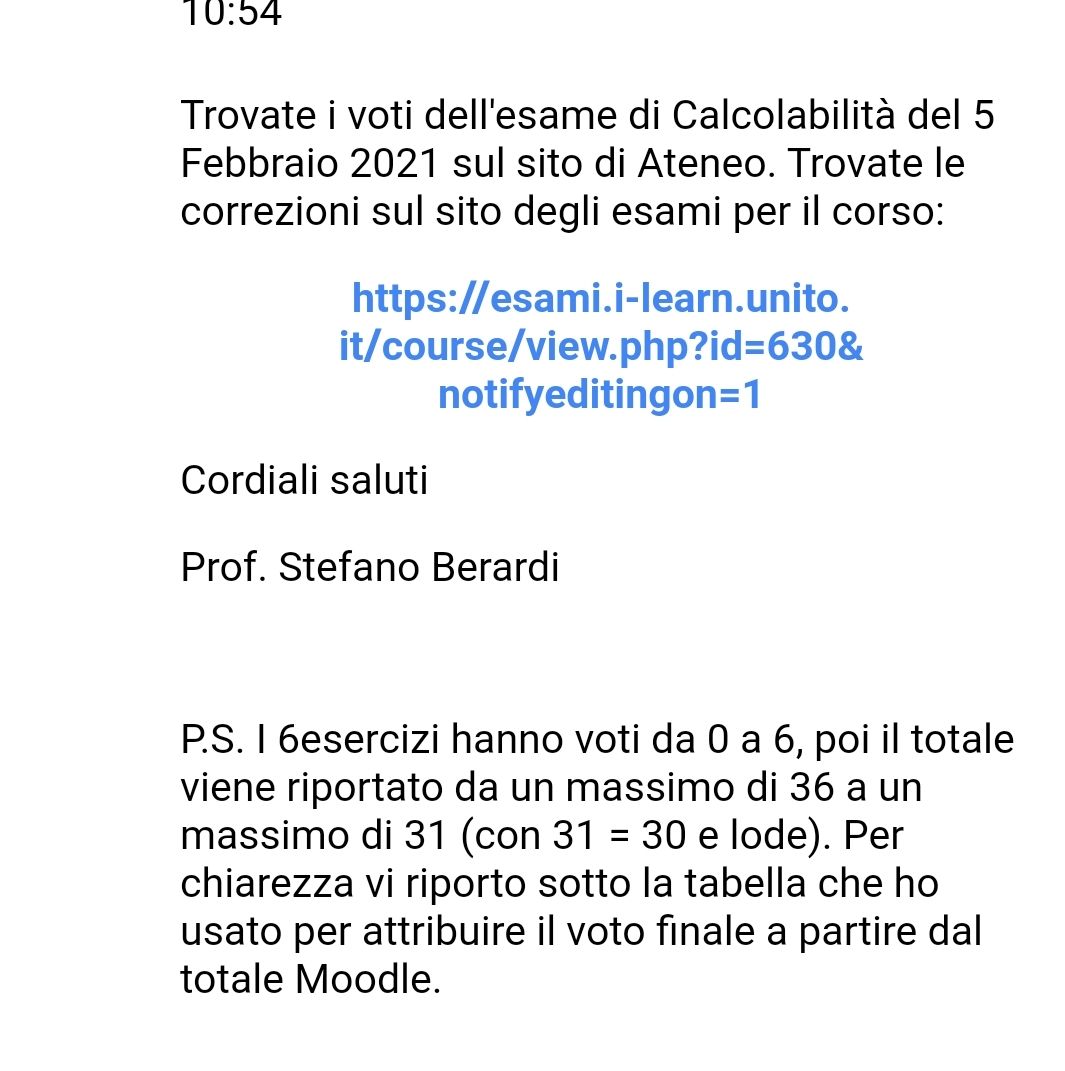 10:54
Trovate i voti dell'esame di Calcolabilità del 5
Febbraio 2021 sul sito di Ateneo. Trovate le
correzioni sul sito degli esami per il corso:
https://esami.i-learn.unito.
it/course/view.php?id=630&
notifyeditingon=1
Cordiali saluti
Prof. Stefano Berardi
P.S. I 6esercizi hanno voti da 0 a 6, poi il totale
viene riportato da un massimo di 36 a un
massimo di 31 (con 31 = 30 e lode). Per
chiarezza vi riporto sotto la tabella che ho
usato per attribuire il voto finale a partire dal
totale Moodle.